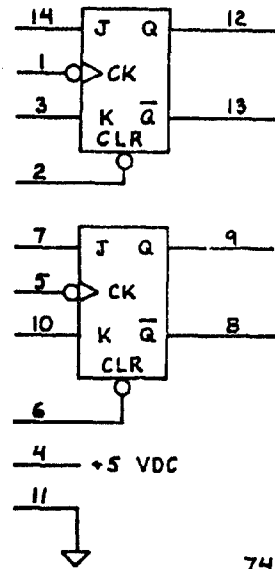 14 J Q 12
1 CK
3 K Q̅ 13
CLR
2
7 J Q 9
5 CK
10 K Q̅ 8
CLR
6
4 +5 VDC
11
74